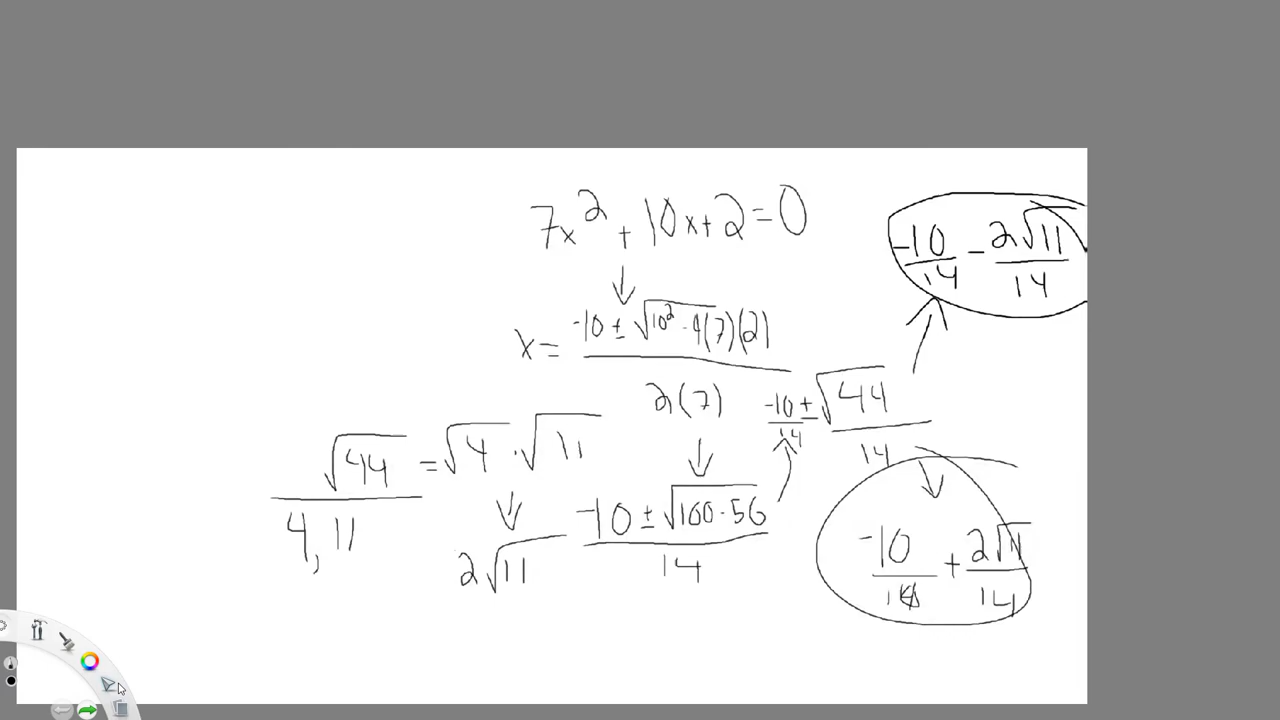 7x² + 10x + 2 = 0
x = (-10 ± √(10² - 4(7)(2))) / 2(7)
-10/14 - 2√11/14
-10/14 ± √44/14
√44 = √4 · √11
4, 11
2√11
(-10 ± √(100 - 56)) / 14
-10/14 + 2√11/14